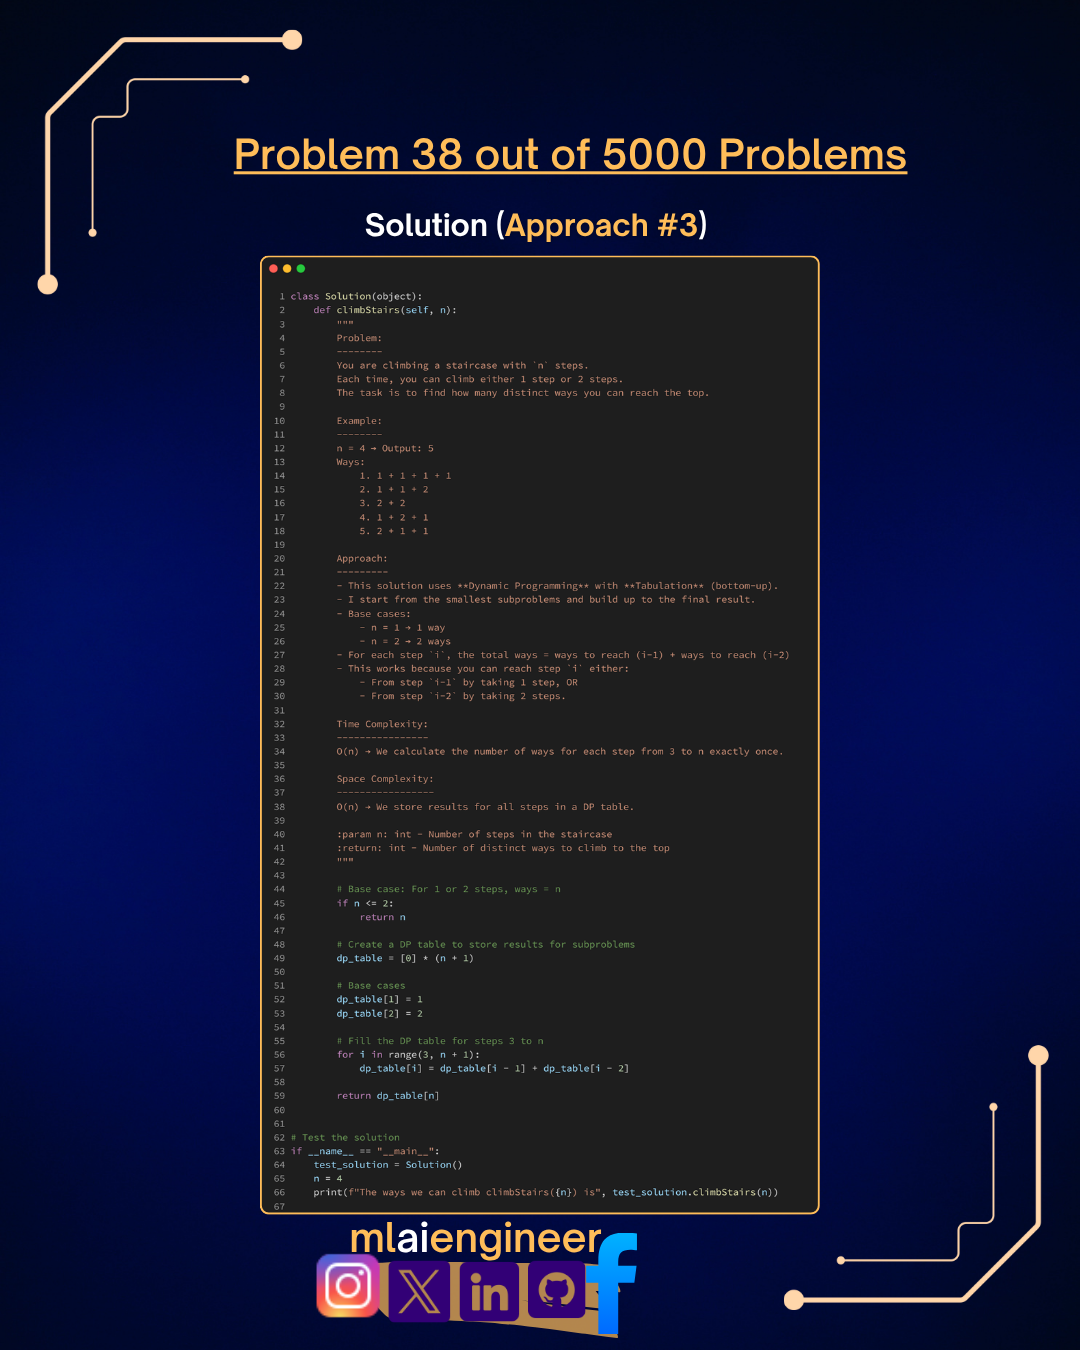 Problem 38 out of 5000 Problems
Solution (Approach #3)
1 class Solution(object):
2     def climbStairs(self, n):
3         """
4         Problem:
5         --------
6         You are climbing a staircase with `n` steps.
7         Each time, you can climb either 1 step or 2 steps.
8         The task is to find how many distinct ways you can reach the top.
9
10         Example:
11         --------
12         n = 4 → Output: 5
13         Ways:
14             1. 1 + 1 + 1 + 1
15             2. 1 + 1 + 2
16             3. 2 + 2
17             4. 1 + 2 + 1
18             5. 2 + 1 + 1
19
20         Approach:
21         ---------
22         - This solution uses **Dynamic Programming** with **Tabulation** (bottom-up).
23         - I start from the smallest subproblems and build up to the final result.
24         - Base cases:
25             - n = 1 → 1 way
26             - n = 2 → 2 ways
27         - For each step `i`, the total ways = ways to reach (i-1) + ways to reach (i-2)
28         - This works because you can reach step `i` either:
29             - From step `i-1` by taking 1 step, OR
30             - From step `i-2` by taking 2 steps.
31
32         Time Complexity:
33         ----------------
34         O(n) → We calculate the number of ways for each step from 3 to n exactly once.
35
36         Space Complexity:
37         -----------------
38         O(n) → We store results for all steps in a DP table.
39
40         :param n: int - Number of steps in the staircase
41         :return: int - Number of distinct ways to climb to the top
42         """
43
44         # Base case: For 1 or 2 steps, ways = n
45         if n <= 2:
46             return n
47
48         # Create a DP table to store results for subproblems
49         dp_table = [0] * (n + 1)
50
51         # Base cases
52         dp_table[1] = 1
53         dp_table[2] = 2
54
55         # Fill the DP table for steps 3 to n
56         for i in range(3, n + 1):
57             dp_table[i] = dp_table[i - 1] + dp_table[i - 2]
58
59         return dp_table[n]
60
61
62 # Test the solution
63 if __name__ == "__main__":
64     test_solution = Solution()
65     n = 4
66     print(f"The ways we can climb climbStairs({n}) is", test_solution.climbStairs(n))
67
mlaiengineer